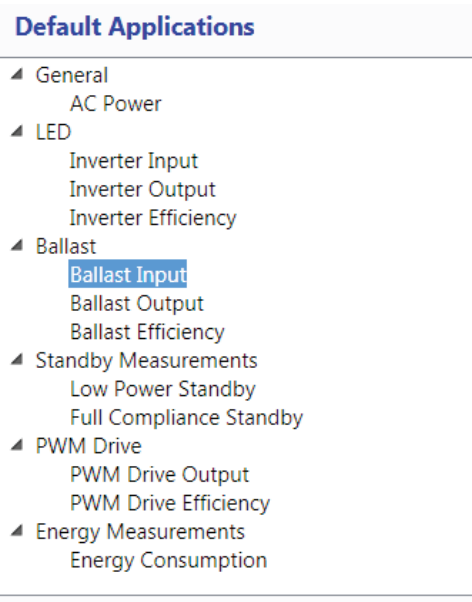 Default Applications
General
AC Power
LED
Inverter Input
Inverter Output
Inverter Efficiency
Ballast
Ballast Input
Ballast Output
Ballast Efficiency
Standby Measurements
Low Power Standby
Full Compliance Standby
PWM Drive
PWM Drive Output
PWM Drive Efficiency
Energy Measurements
Energy Consumption